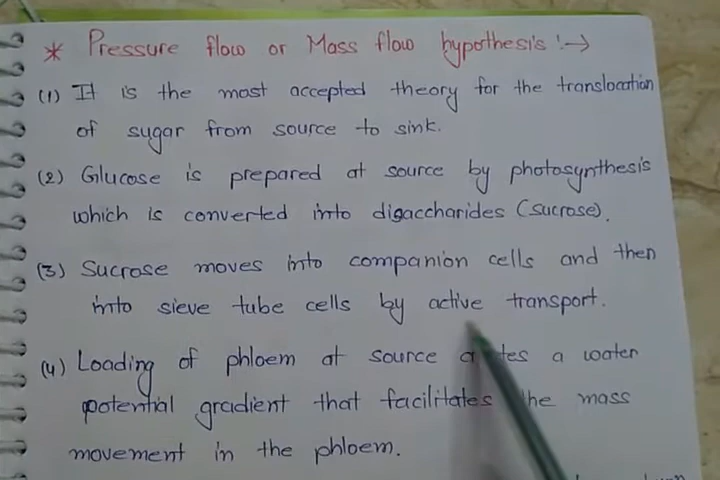 * Pressure flow or Mass flow hypothesis :→
(1) It is the most accepted theory for the translocation
of sugar from source to sink.
(2) Glucose is prepared at source by photosynthesis
which is converted into disaccharides (sucrose).
(3) Sucrose moves into companion cells and then
into sieve tube cells by active transport.
(4) Loading of phloem at source a water
potential gradient that facilitates the mass
movement in the phloem.